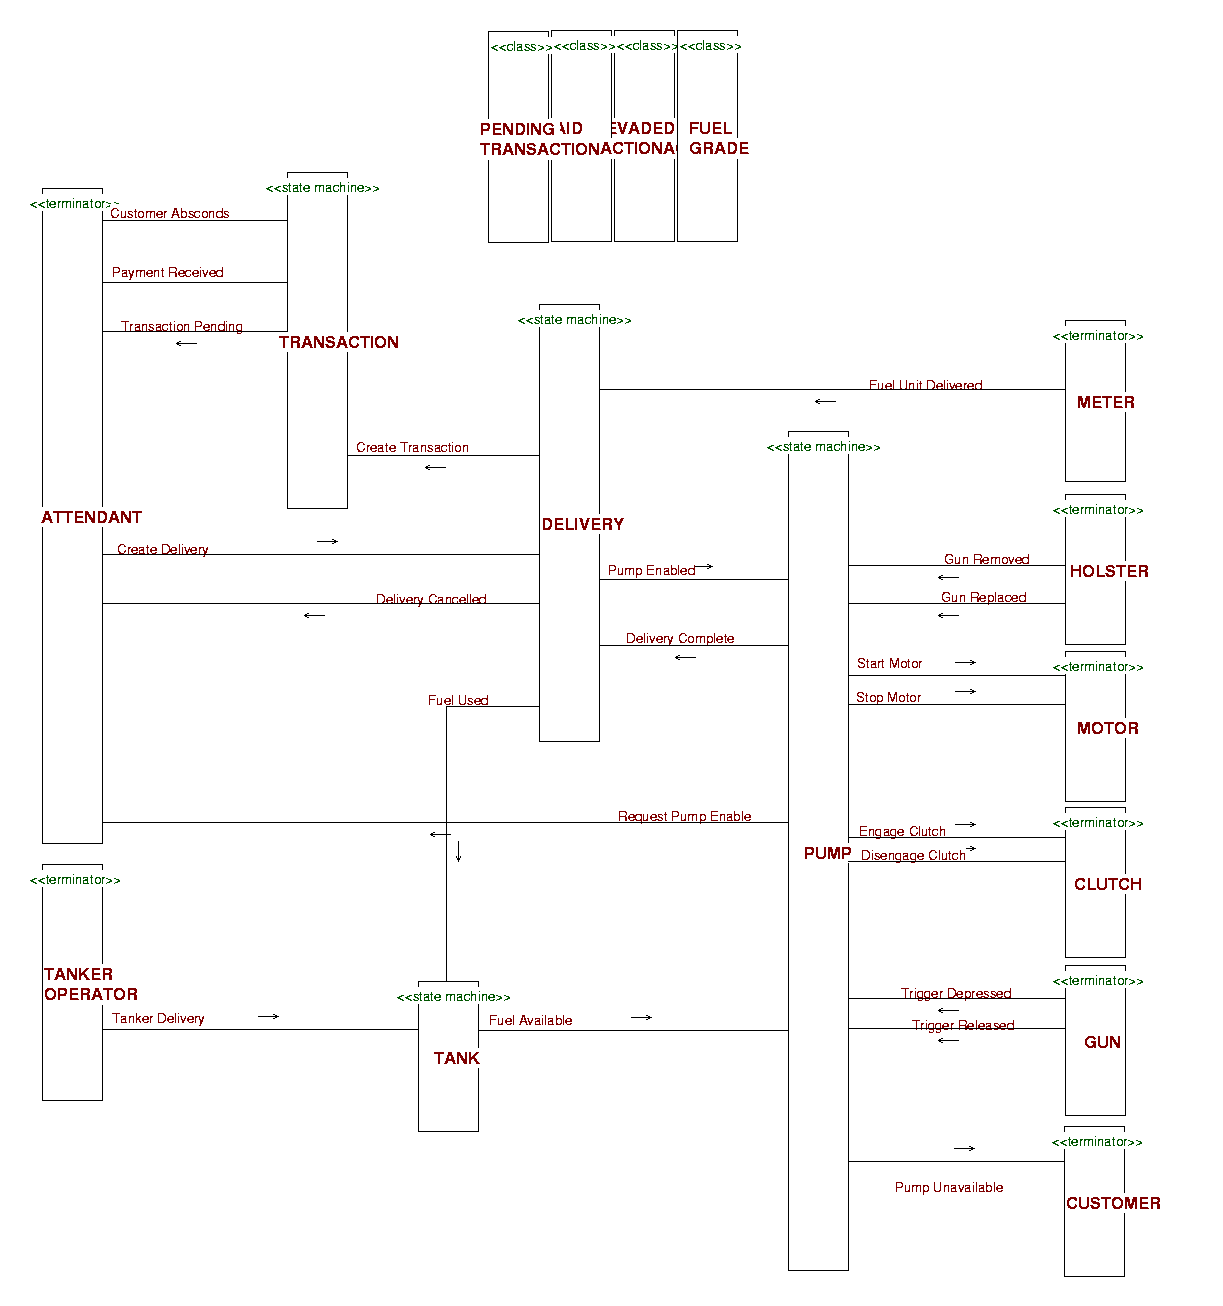 <<class>>
<<class>>
<<class>>
<<class>>
PENDING
TRANSACTION
EVADED
FUEL
GRADE
<<state machine>>
<<terminator>>
Customer Absconds
Payment Received
Transaction Pending
TRANSACTION
<<state machine>>
<<terminator>>
Fuel Unit Delivered
METER
<<state machine>>
Create Transaction
<<terminator>>
ATTENDANT
DELIVERY
Create Delivery
Gun Removed
Pump Enabled
HOLSTER
Delivery Cancelled
Gun Replaced
Delivery Complete
Start Motor
<<terminator>>
Fuel Used
Stop Motor
MOTOR
Request Pump Enable
<<terminator>>
Engage Clutch
PUMP
Disengage Clutch
<<terminator>>
CLUTCH
TANKER
OPERATOR
<<terminator>>
<<state machine>>
Trigger Depressed
Tanker Delivery
Fuel Available
Trigger Released
GUN
TANK
<<terminator>>
Pump Unavailable
CUSTOMER